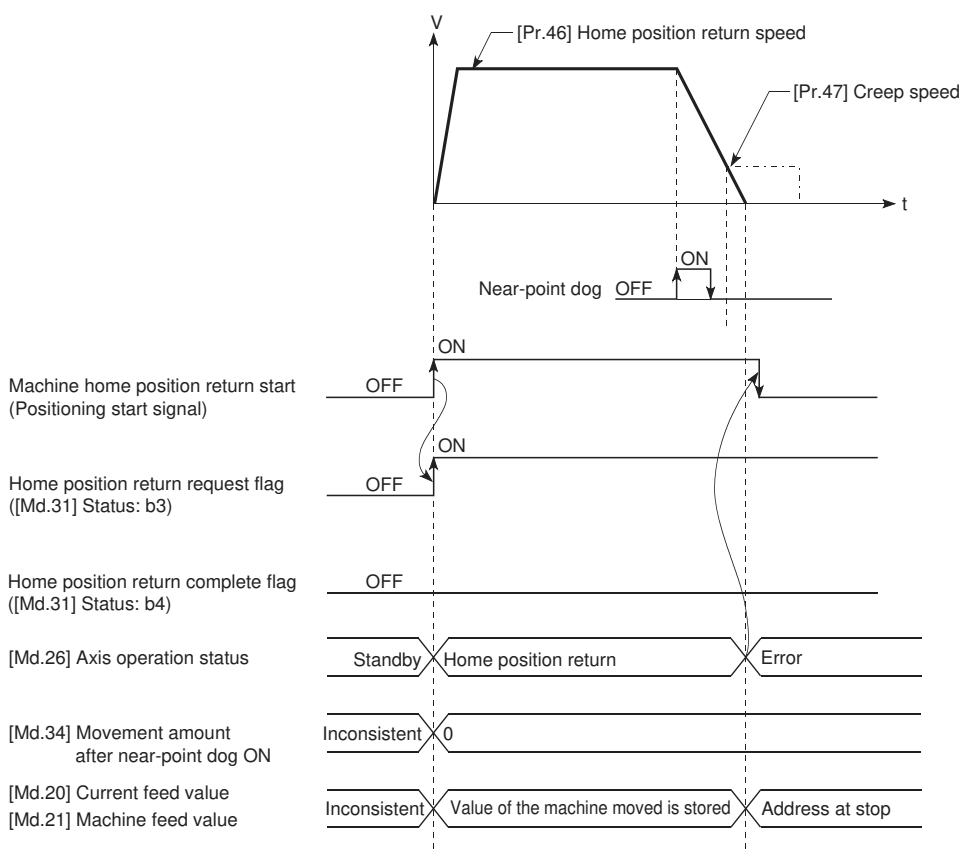 V
[Pr.46] Home position return speed
[Pr.47] Creep speed
t
ON
Near-point dog OFF
ON
Machine home position return start
(Positioning start signal)
OFF
ON
Home position return request flag
([Md.31] Status: b3)
OFF
Home position return complete flag
([Md.31] Status: b4)
OFF
[Md.26] Axis operation status
Standby
Home position return
Error
[Md.34] Movement amount
after near-point dog ON
Inconsistent
0
[Md.20] Current feed value
[Md.21] Machine feed value
Inconsistent
Value of the machine moved is stored
Address at stop